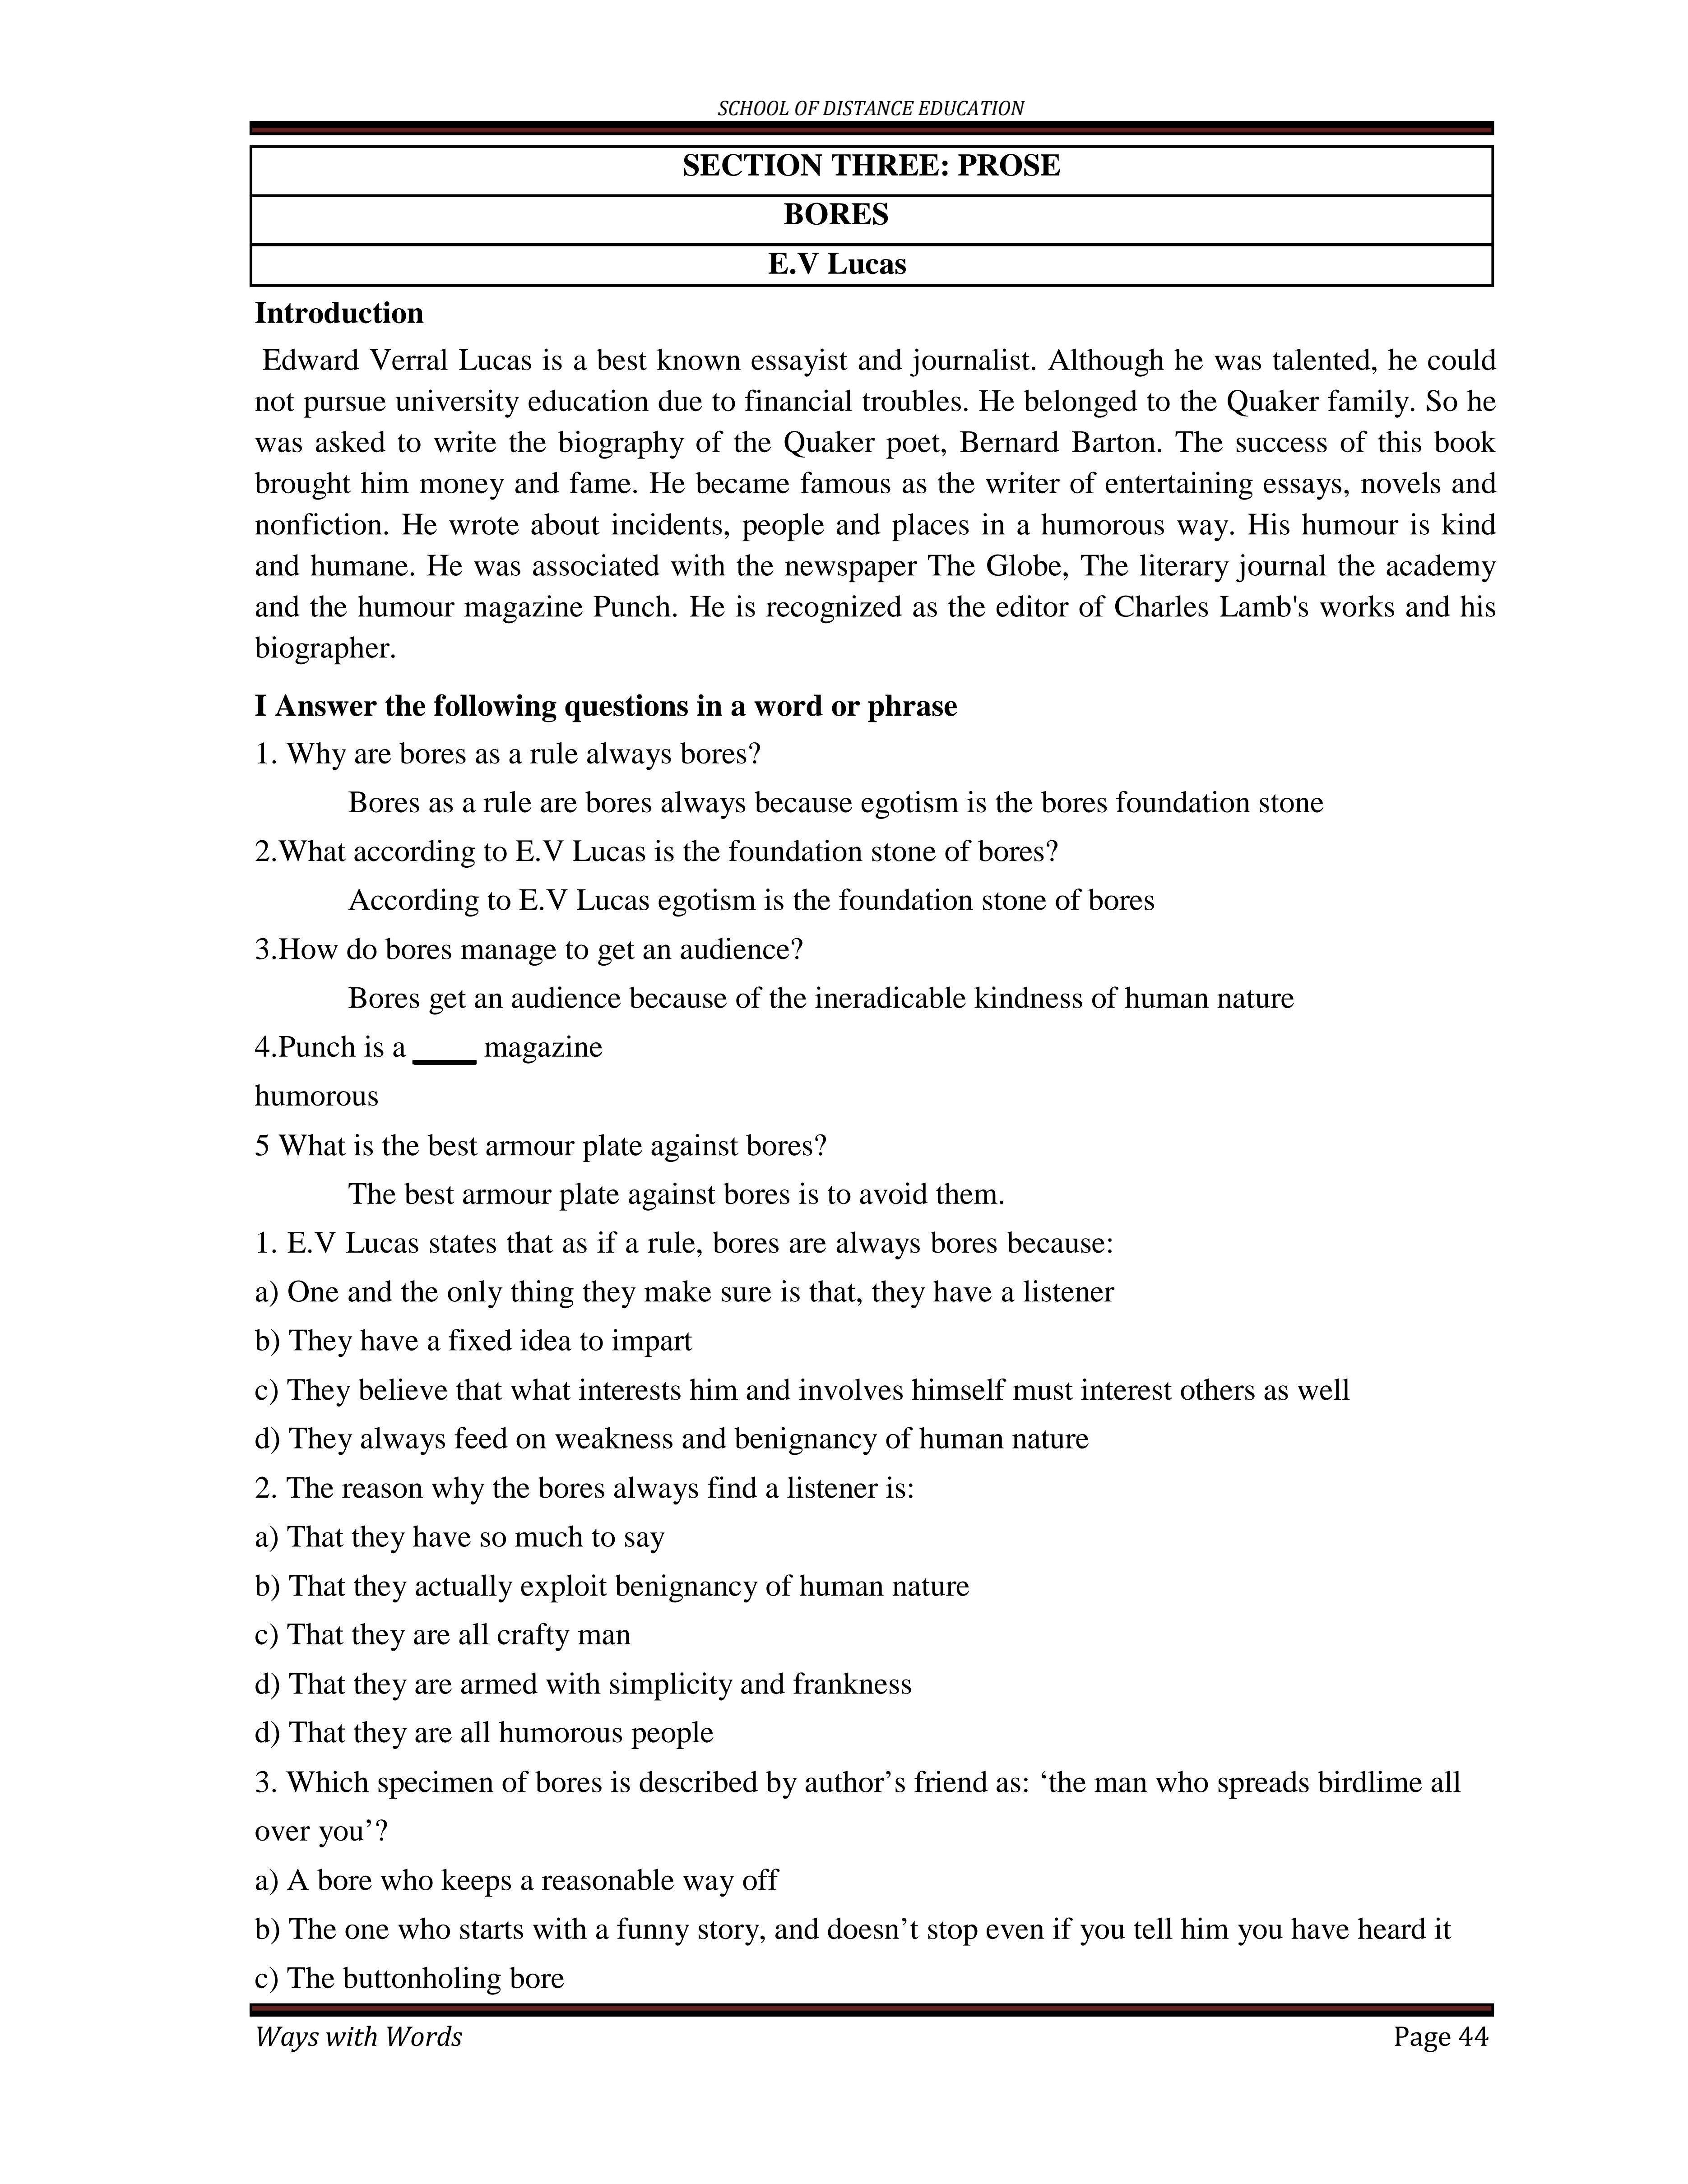 SCHOOL OF DISTANCE EDUCATION
SECTION THREE: PROSE
BORES
E.V Lucas
Introduction
Edward Verral Lucas is a best known essayist and journalist. Although he was talented, he could
not pursue university education due to financial troubles. He belonged to the Quaker family. So he
was asked to write the biography of the Quaker poet, Bernard Barton. The success of this book
brought him money and fame. He became famous as the writer of entertaining essays, novels and
nonfiction. He wrote about incidents, people and places in a humorous way. His humour is kind
and humane. He was associated with the newspaper The Globe, The literary journal the academy
and the humour magazine Punch. He is recognized as the editor of Charles Lamb's works and his
biographer.
I Answer the following questions in a word or phrase
1. Why are bores as a rule always bores?
Bores as a rule are bores always because egotism is the bores foundation stone
2.What according to E.V Lucas is the foundation stone of bores?
According to E.V Lucas egotism is the foundation stone of bores
3.How do bores manage to get an audience?
Bores get an audience because of the ineradicable kindness of human nature
4.Punch is a ____ magazine
humorous
5 What is the best armour plate against bores?
The best armour plate against bores is to avoid them.
1. E.V Lucas states that as if a rule, bores are always bores because:
a) One and the only thing they make sure is that, they have a listener
b) They have a fixed idea to impart
c) They believe that what interests him and involves himself must interest others as well
d) They always feed on weakness and benignancy of human nature
2. The reason why the bores always find a listener is:
a) That they have so much to say
b) That they actually exploit benignancy of human nature
c) That they are all crafty man
d) That they are armed with simplicity and frankness
d) That they are all humorous people
3. Which specimen of bores is described by author’s friend as: ‘the man who spreads birdlime all
over you’?
a) A bore who keeps a reasonable way off
b) The one who starts with a funny story, and doesn’t stop even if you tell him you have heard it
c) The buttonholing bore
Ways with Words Page 44